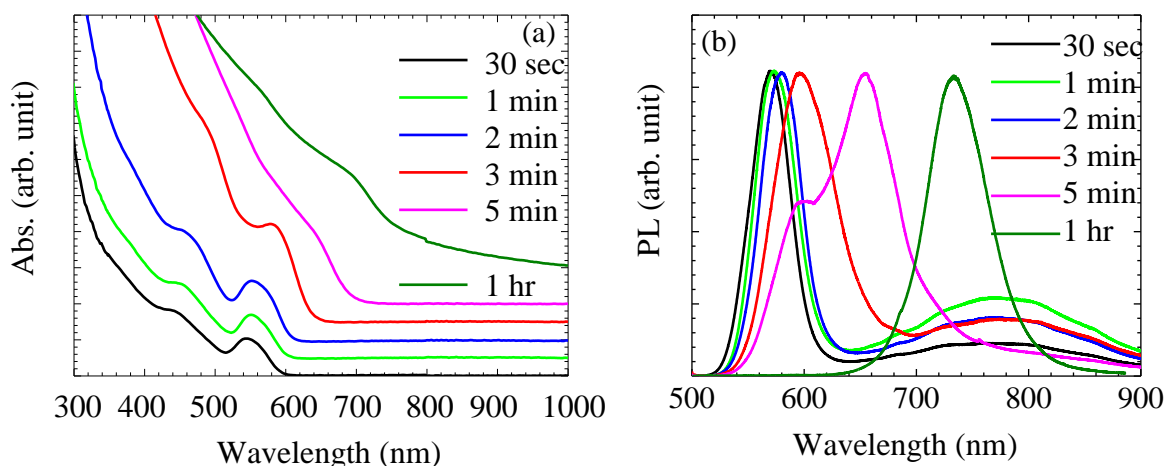 (a)
30 sec
1 min
2 min
3 min
5 min
1 hr
Abs. (arb. unit)
300 400 500 600 700 800 900 1000
Wavelength (nm)
(b)
30 sec
1 min
2 min
3 min
5 min
1 hr
PL (arb. unit)
500 600 700 800 900
Wavelength (nm)